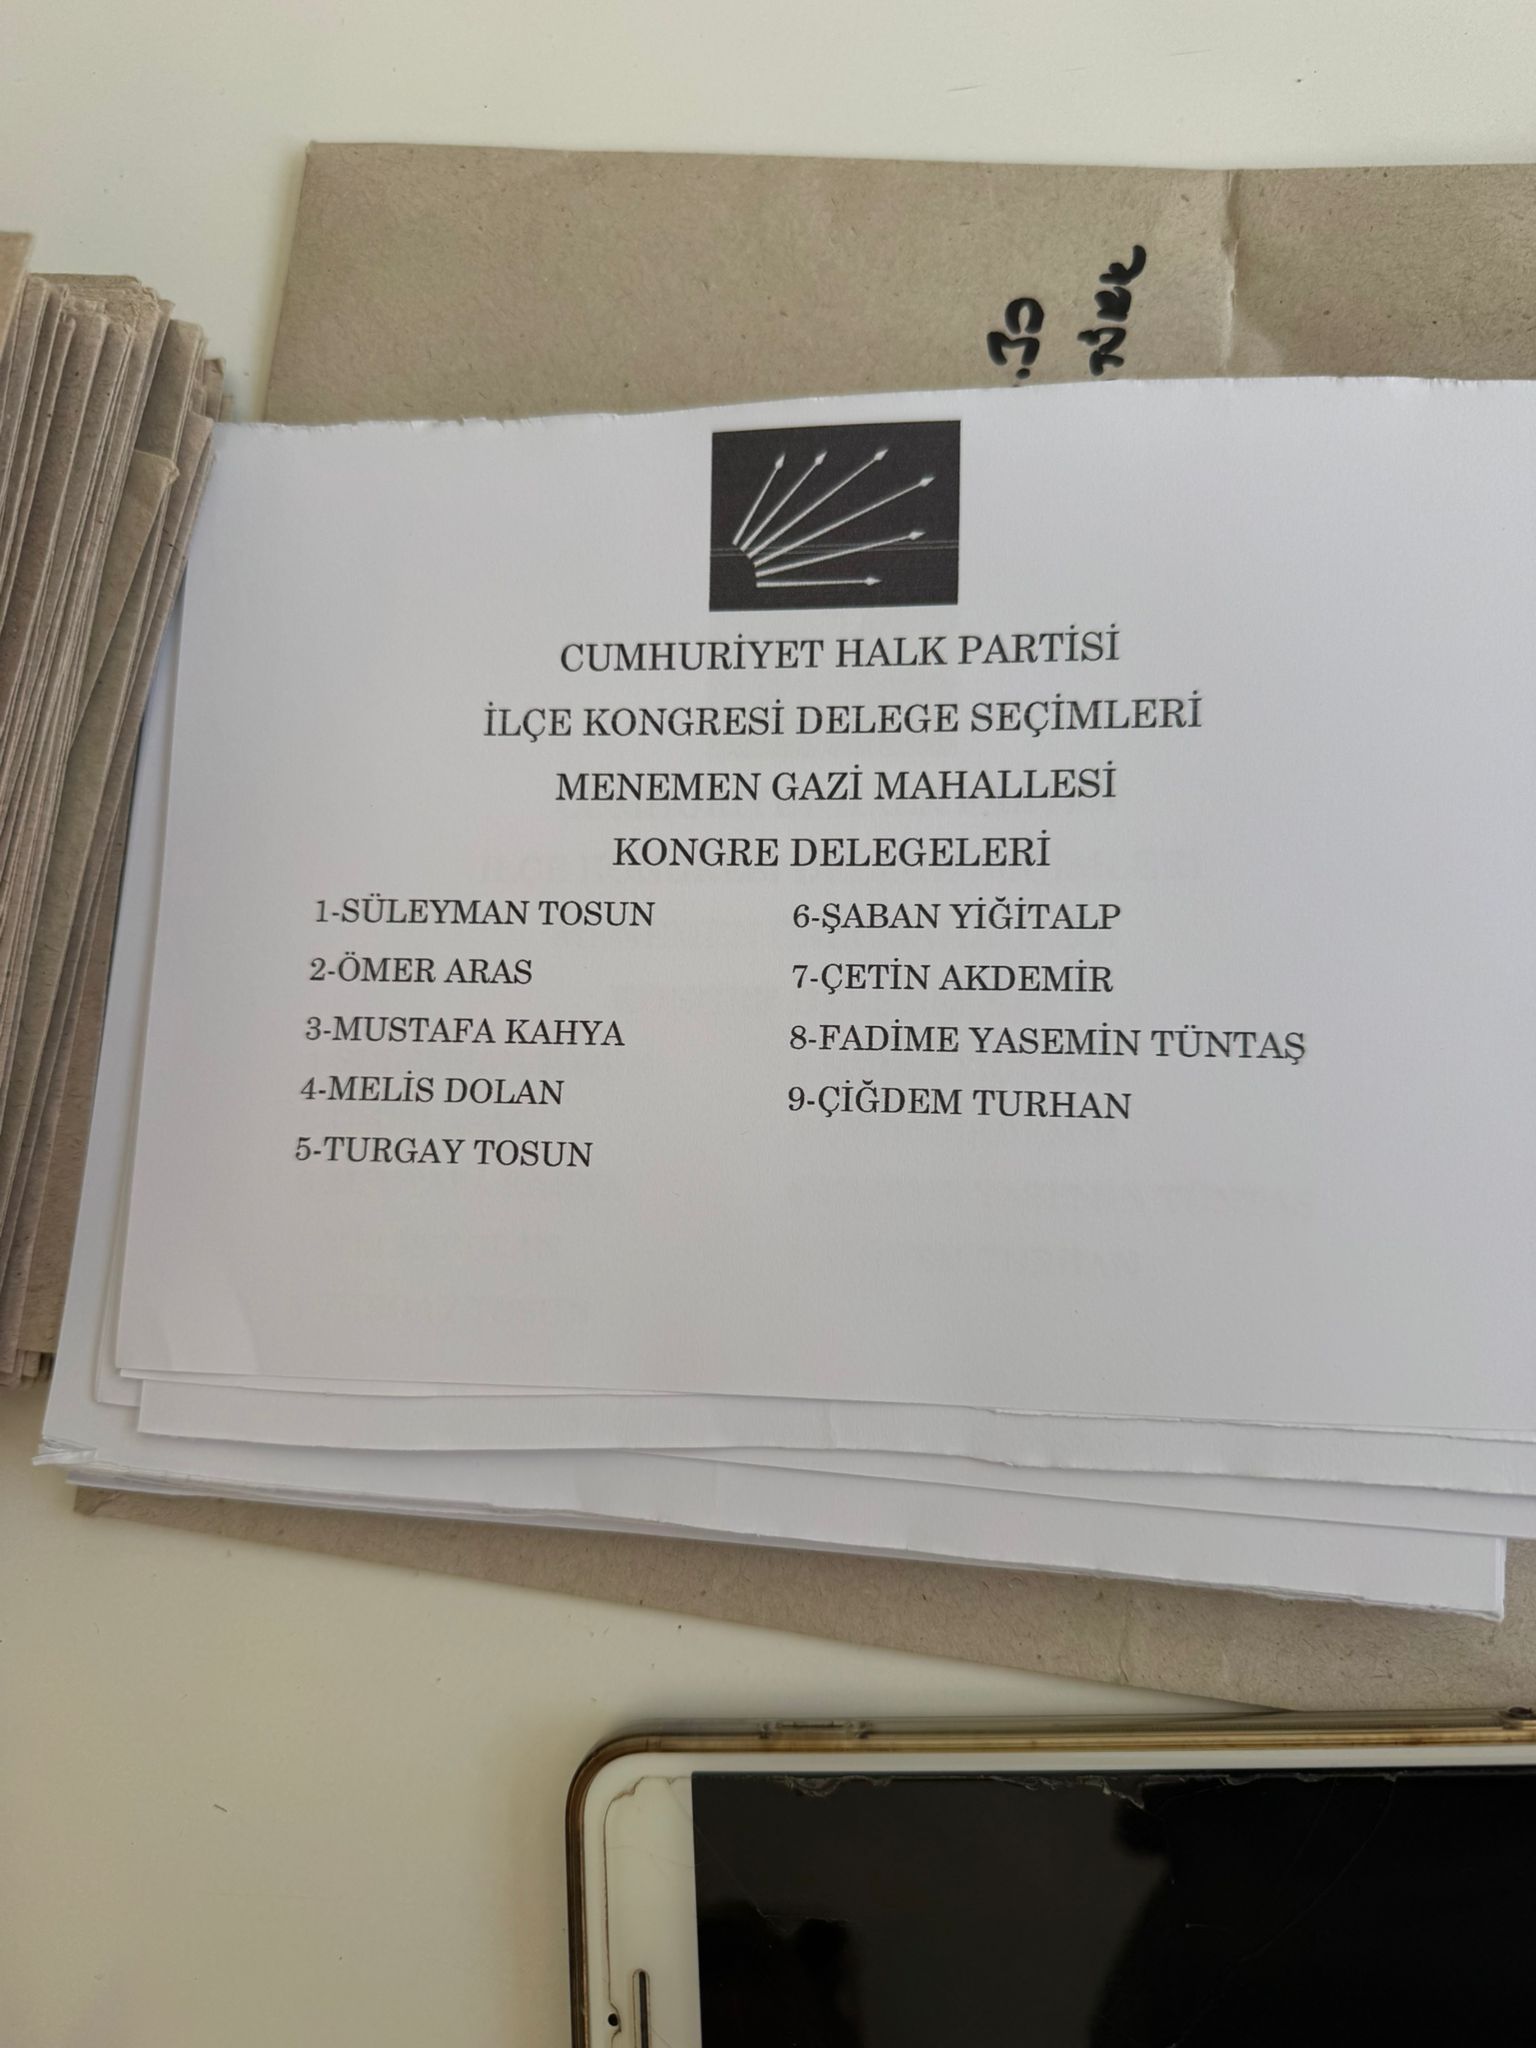 CUMHURİYET HALK PARTİSİ
İLÇE KONGRESİ DELEGE SEÇİMLERİ
MENEMEN GAZİ MAHALLESİ
KONGRE DELEGELERİ
1-SÜLEYMAN TOSUN
2-ÖMER ARAS
3-MUSTAFA KAHYA
4-MELİS DOLAN
5-TURGAY TOSUN
6-ŞABAN YİĞİTALP
7-ÇETİN AKDEMİR
8-FADİME YASEMİN TÜNTAŞ
9-ÇİĞDEM TURHAN